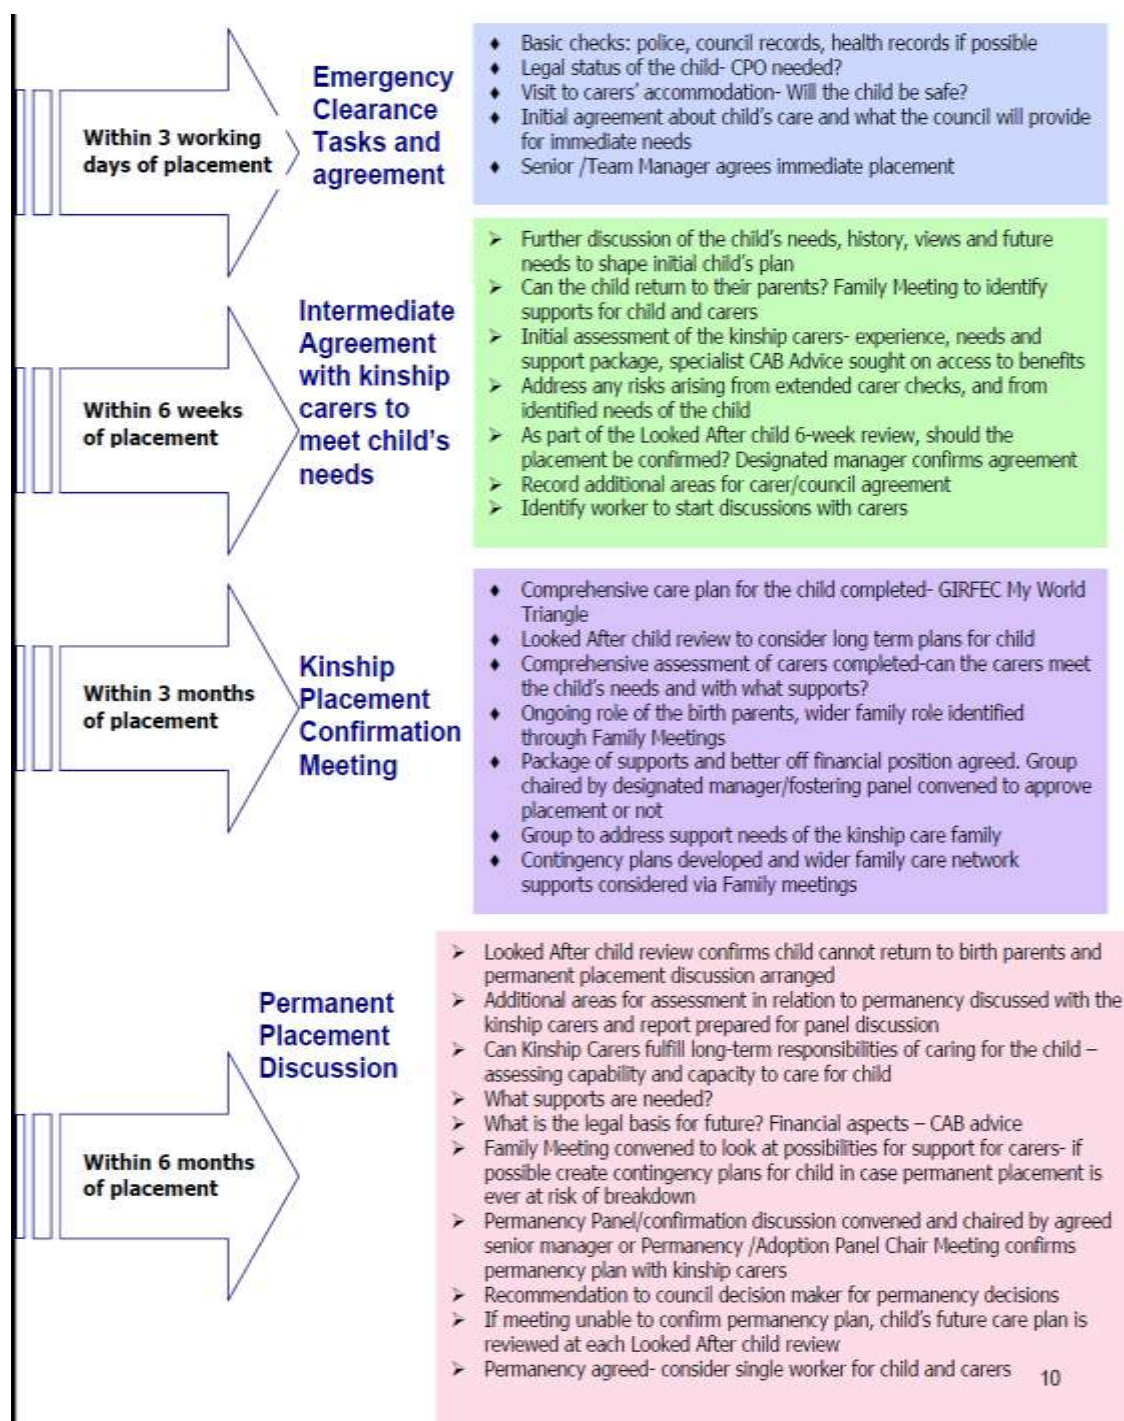 Within 3 working
days of placement
Emergency
Clearance
Tasks and
agreement
♦ Basic checks: police, council records, health records if possible
♦ Legal status of the child- CPO needed?
♦ Visit to carers' accommodation- Will the child be safe?
♦ Initial agreement about child's care and what the council will provide
for immediate needs
♦ Senior /Team Manager agrees immediate placement
Within 6 weeks
of placement
Intermediate
Agreement
with kinship
carers to
meet child's
needs
➢ Further discussion of the child's needs, history, views and future
needs to shape initial child's plan
➢ Can the child return to their parents? Family Meeting to identify
supports for child and carers
➢ Initial assessment of the kinship carers- experience, needs and
support package, specialist CAB Advice sought on access to benefits
➢ Address any risks arising from extended carer checks, and from
identified needs of the child
➢ As part of the Looked After child 6-week review, should the
placement be confirmed? Designated manager confirms agreement
➢ Record additional areas for carer/council agreement
➢ Identify worker to start discussions with carers
Within 3 months
of placement
Kinship
Placement
Confirmation
Meeting
♦ Comprehensive care plan for the child completed- GIRFEC My World
Triangle
♦ Looked After child review to consider long term plans for child
♦ Comprehensive assessment of carers completed-can the carers meet
the child's needs and with what supports?
♦ Ongoing role of the birth parents, wider family role identified
through Family Meetings
♦ Package of supports and better off financial position agreed. Group
chaired by designated manager/fostering panel convened to approve
placement or not
♦ Group to address support needs of the kinship care family
♦ Contingency plans developed and wider family care network
supports considered via Family meetings
Within 6 months
of placement
Permanent
Placement
Discussion
➢ Looked After child review confirms child cannot return to birth parents and
permanent placement discussion arranged
➢ Additional areas for assessment in relation to permanency discussed with the
kinship carers and report prepared for panel discussion
➢ Can Kinship Carers fulfill long-term responsibilities of caring for the child –
assessing capability and capacity to care for child
➢ What supports are needed?
➢ What is the legal basis for future? Financial aspects – CAB advice
➢ Family Meeting convened to look at possibilities for support for carers- if
possible create contingency plans for child in case permanent placement is
ever at risk of breakdown
➢ Permanency Panel/confirmation discussion convened and chaired by agreed
senior manager or Permanency /Adoption Panel Chair Meeting confirms
permanency plan with kinship carers
➢ Recommendation to council decision maker for permanency decisions
➢ If meeting unable to confirm permanency plan, child's future care plan is
reviewed at each Looked After child review
➢ Permanency agreed- consider single worker for child and carers
10